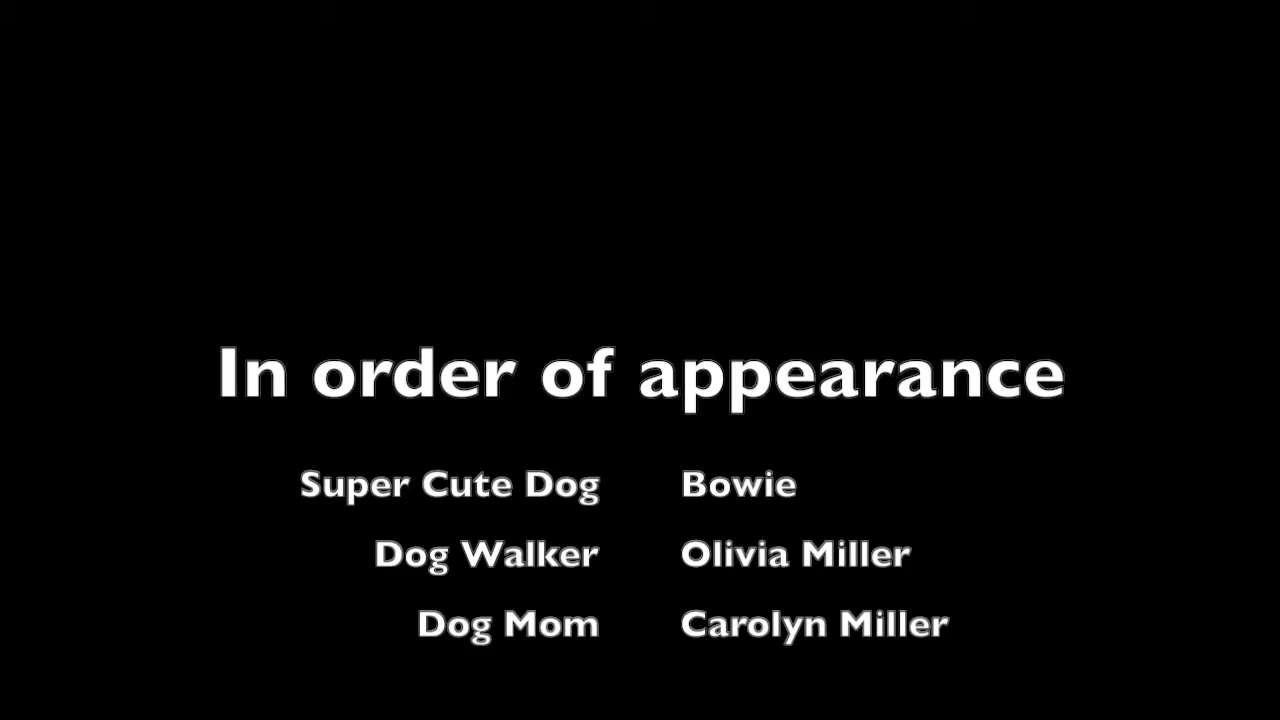 In order of appearance
Super Cute Dog Bowie
Dog Walker Olivia Miller
Dog Mom Carolyn Miller